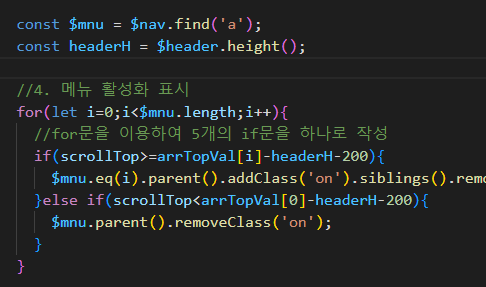 const $mnu = $nav.find('a');
const headerH = $header.height();
//4. 메뉴 활성화 표시
for(let i=0;i<$mnu.length;i++){
//for문을 이용하여 5개의 if문을 하나로 작성
if(scrollTop>=arrTopVal[i]-headerH-200){
$mnu.eq(i).parent().addClass('on').siblings().remo
}else if(scrollTop<arrTopVal[0]-headerH-200){
$mnu.parent().removeClass('on');
}
}